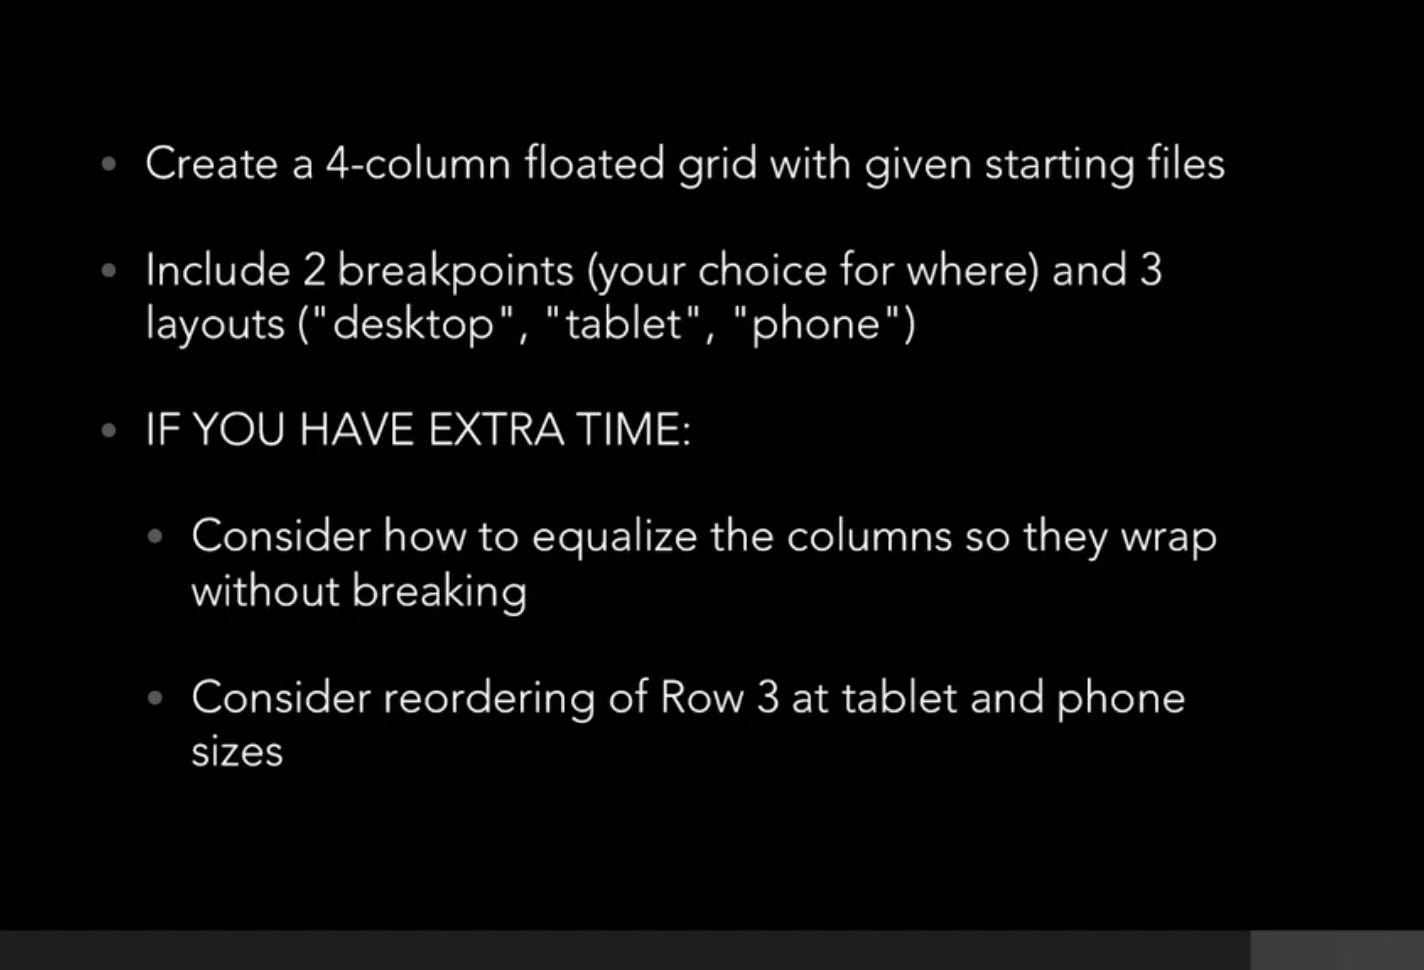 Create a 4-column floated grid with given starting files
Include 2 breakpoints (your choice for where) and 3
layouts ("desktop", "tablet", "phone")
IF YOU HAVE EXTRA TIME:
Consider how to equalize the columns so they wrap
without breaking
Consider reordering of Row 3 at tablet and phone
sizes